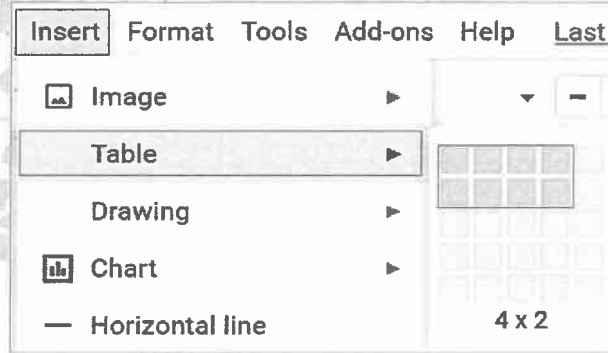 Insert Format Tools Add-ons Help Last
Image
Table
Drawing
Chart
Horizontal line
4 x 2